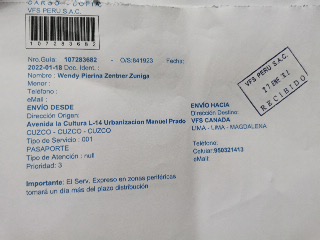 VFS PERU S.A.C.
107283682
Nro.Guía : 107283682 - O/S:641923 Fecha:
2022-01-18 Doc. Ident. :
Nombre : Wendy Pierina Zentner Zuniga
Menor :
Telefono :
eMail :
ENVÍO DESDE
Dirección Origen:
Avenida la Cultura L-14 Urbanizacion Manuel Prado
CUZCO - CUZCO - CUZCO
Tipo de Servicio : 001
PASAPORTE
Tipo de Atención : null
Prioridad: 3
ENVÍO HACIA
Dirección Destino:
VFS CANADA
LIMA - LIMA - MAGDALENA
Teléfono:
Celular:950321413
eMail:
Importante: El Serv. Expreso en zonas periféricas
tomará un día más del plazo distribución
VFS PERU S.A.C.
RECIBIDO